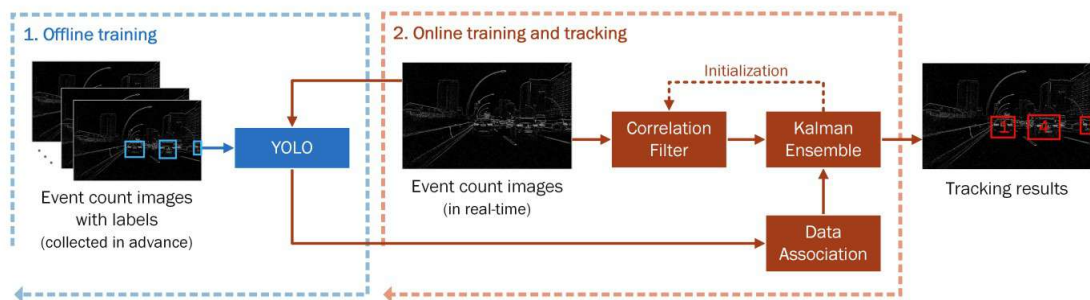 1. Offline training
YOLO
Event count images
with labels
(collected in advance)
2. Online training and tracking
Initialization
Event count images
(in real-time)
Correlation
Filter
Kalman
Ensemble
Data
Association
1
4
Tracking results